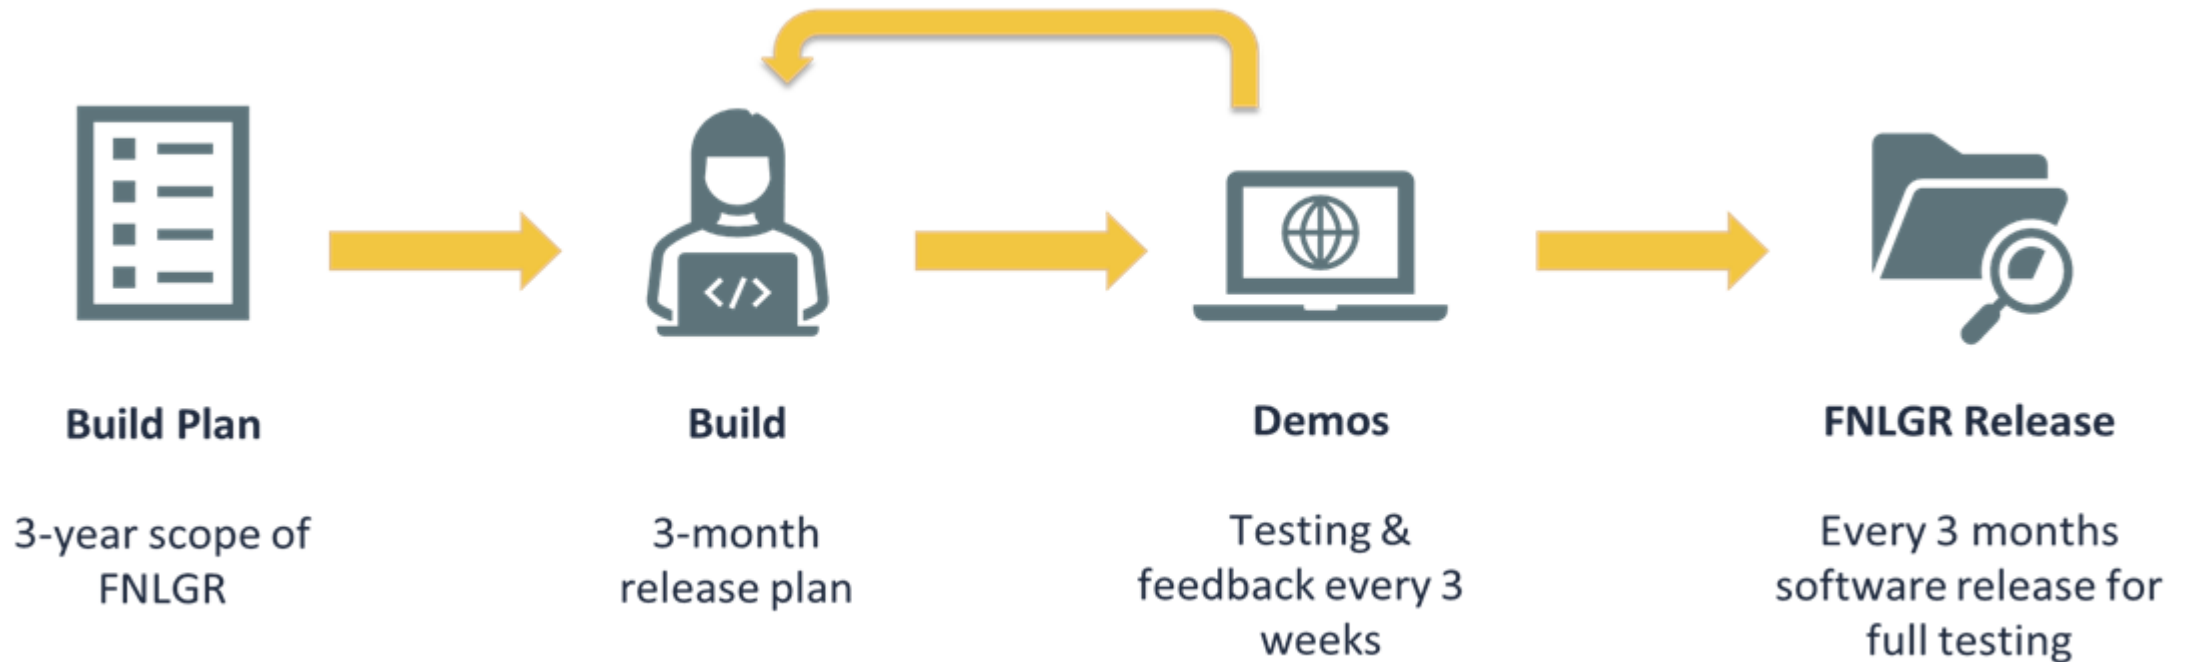 </>
Build Plan
3-year scope of
FNLGR
Build
3-month
release plan
Demos
Testing &
feedback every 3
weeks
FNLGR Release
Every 3 months
software release for
full testing